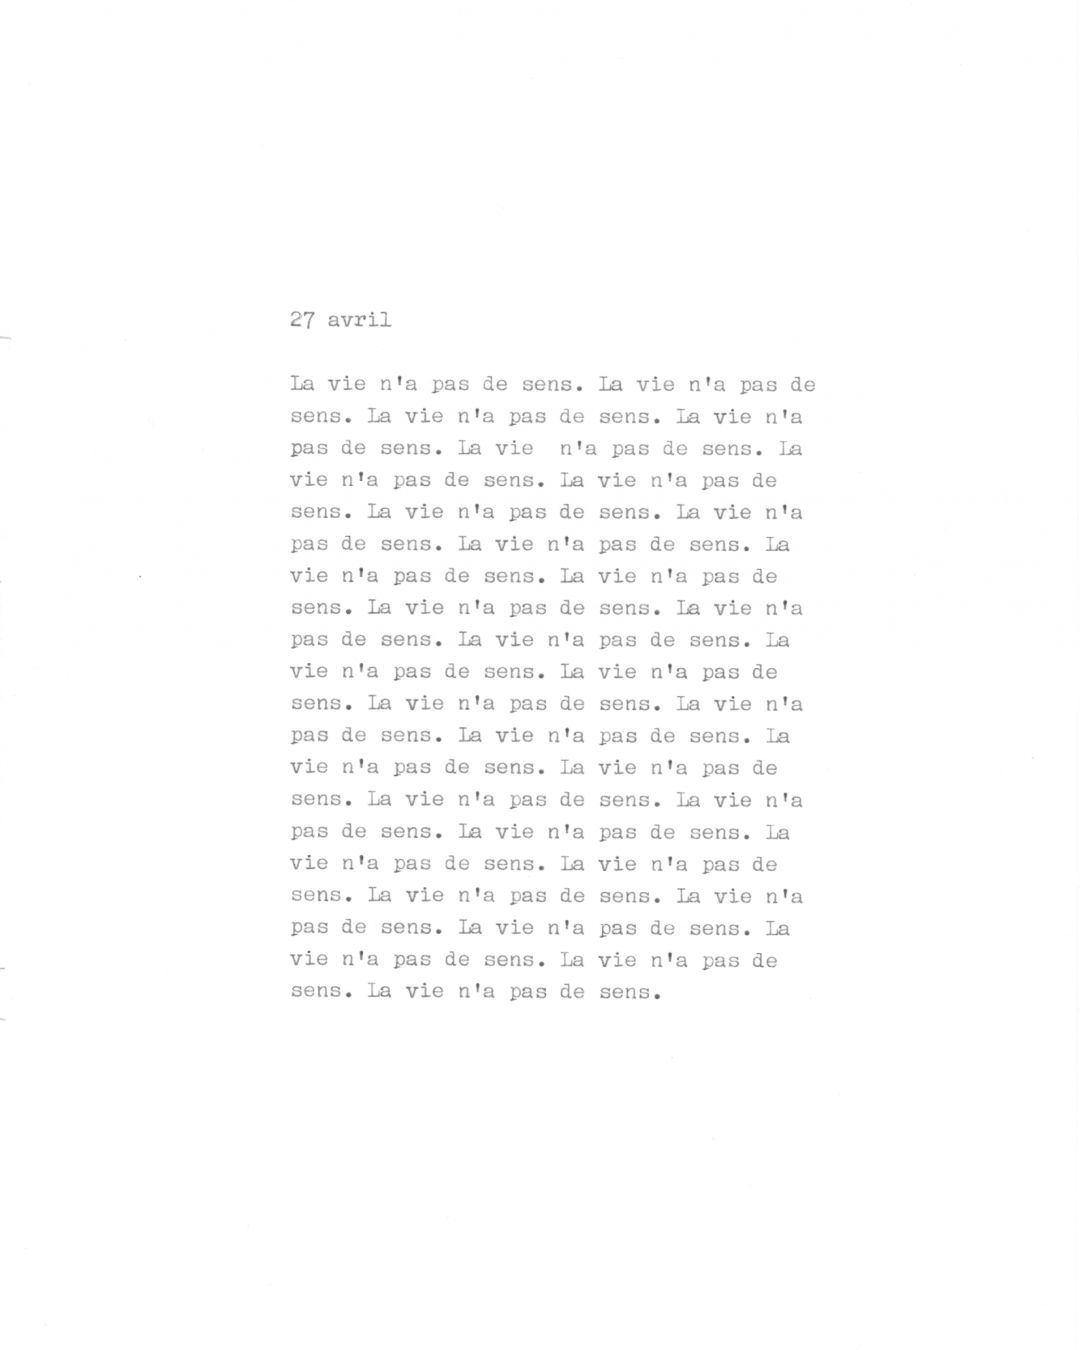 27 avril
La vie n'a pas de sens. La vie n'a pas de
sens. La vie n'a pas de sens. La vie n'a
pas de sens. La vie  n'a pas de sens. La
vie n'a pas de sens. La vie n'a pas de
sens. La vie n'a pas de sens. La vie n'a
pas de sens. La vie n'a pas de sens. La
vie n'a pas de sens. La vie n'a pas de
sens. La vie n'a pas de sens. La vie n'a
pas de sens. La vie n'a pas de sens. La
vie n'a pas de sens. La vie n'a pas de
sens. La vie n'a pas de sens. La vie n'a
pas de sens. La vie n'a pas de sens. La
vie n'a pas de sens. La vie n'a pas de
sens. La vie n'a pas de sens. La vie n'a
pas de sens. La vie n'a pas de sens. La
vie n'a pas de sens. La vie n'a pas de
sens. La vie n'a pas de sens. La vie n'a
pas de sens. La vie n'a pas de sens. La
vie n'a pas de sens. La vie n'a pas de
sens. La vie n'a pas de sens.